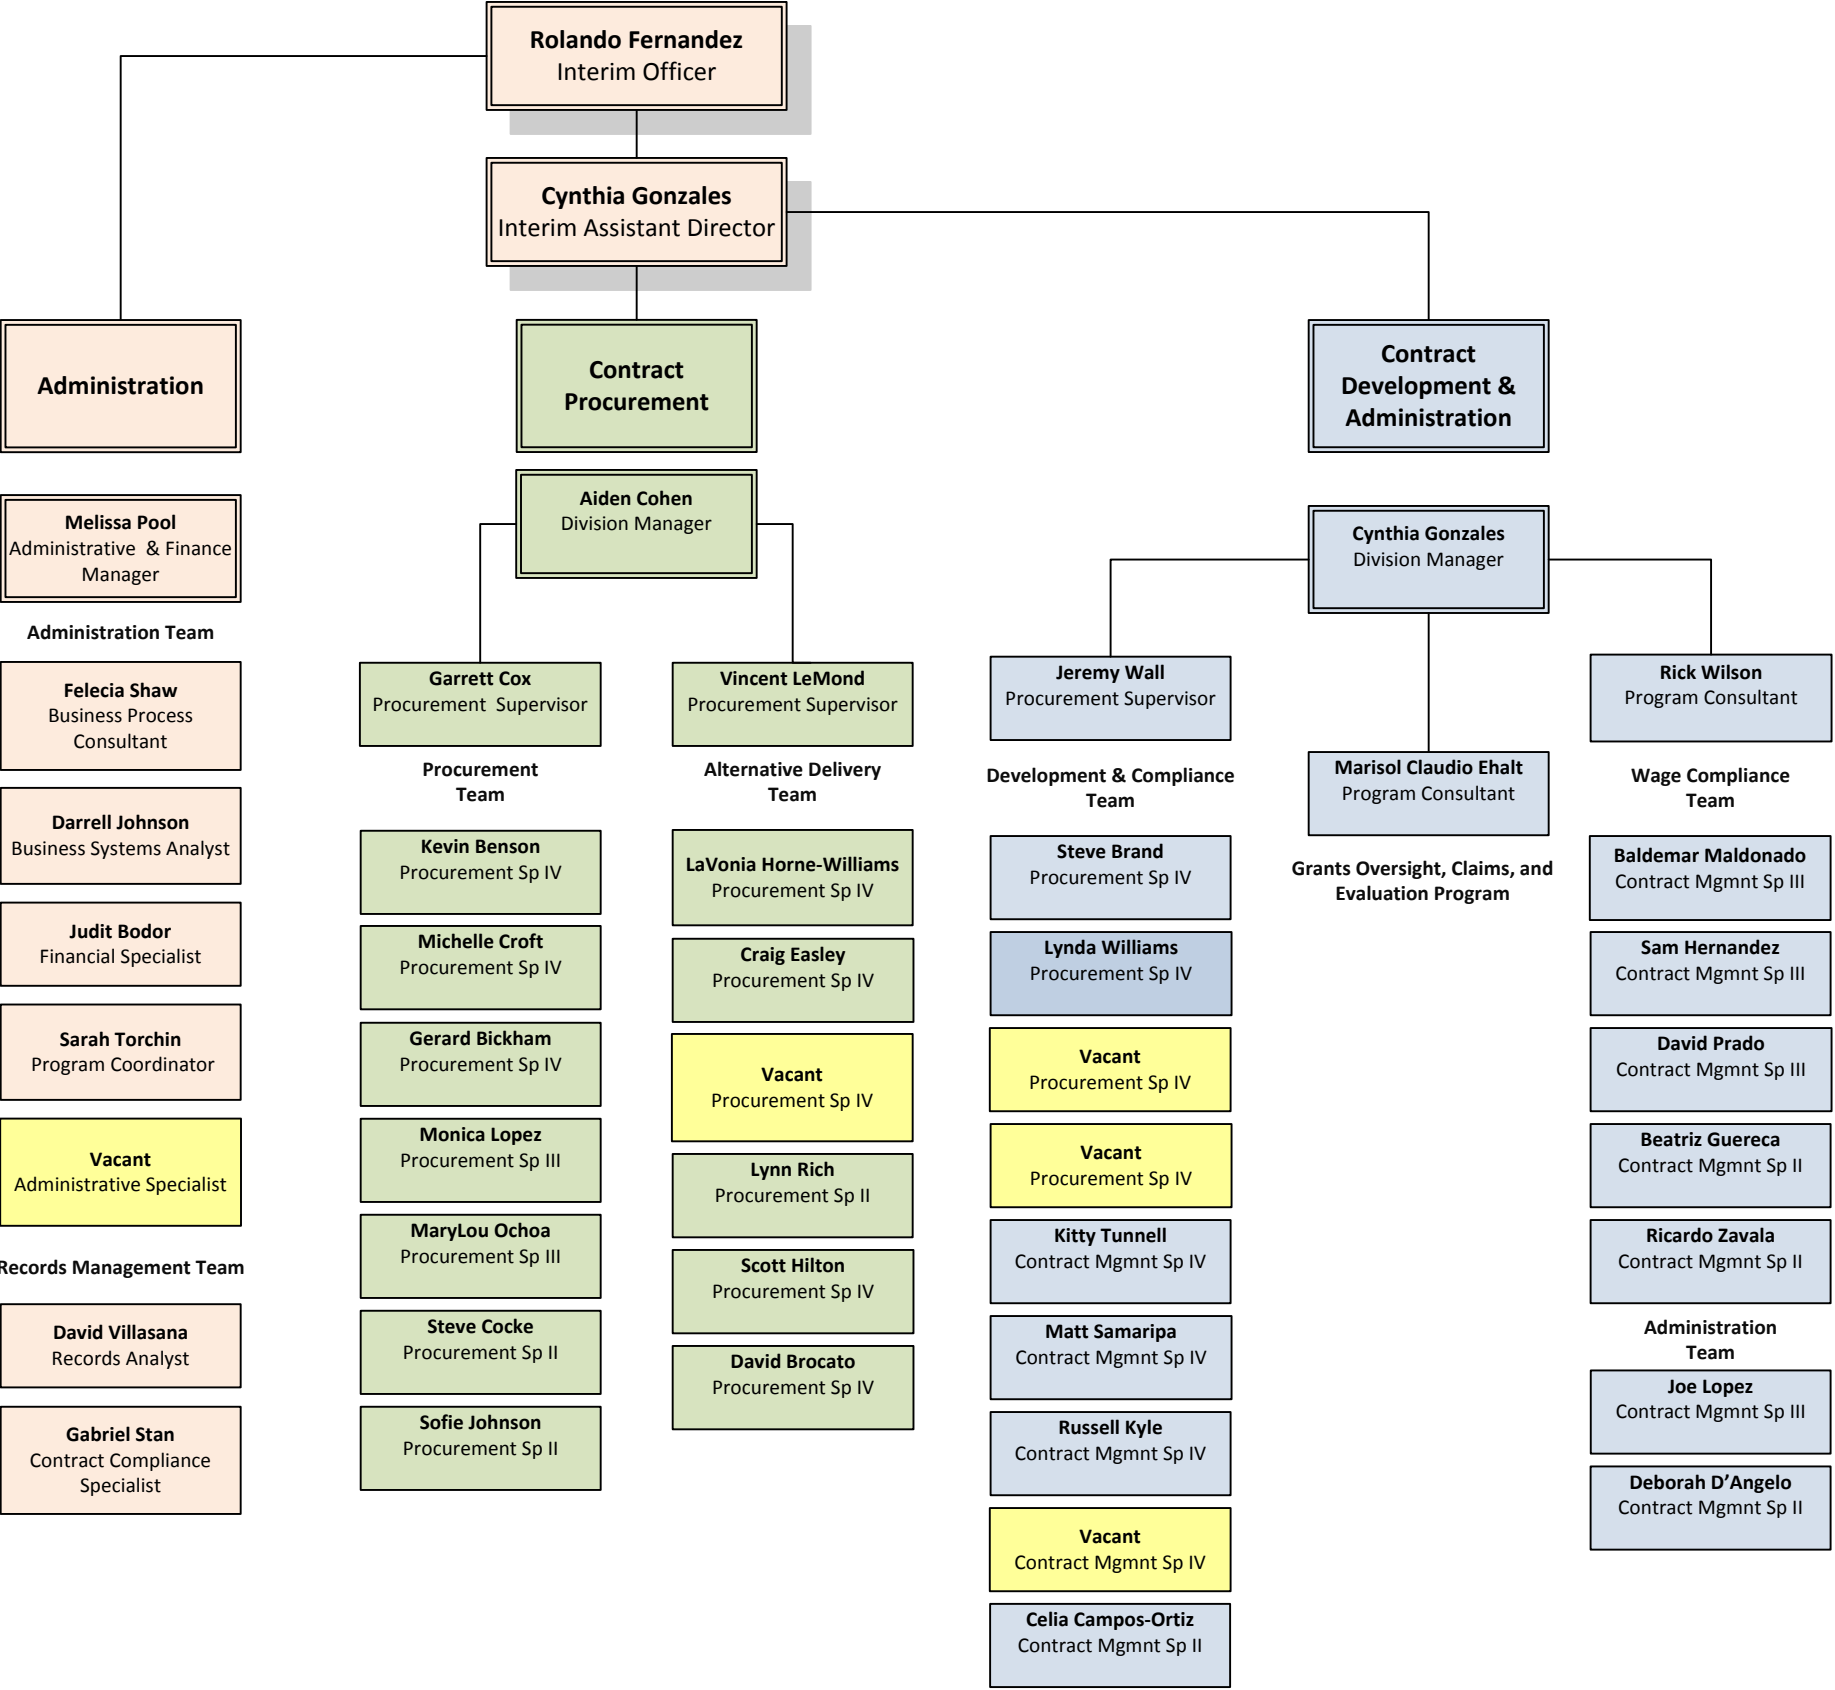 Rolando Fernandez
Interim Officer
Cynthia Gonzales
Interim Assistant Director
Administration
Melissa Pool
Administrative & Finance
Manager
Administration Team
Felecia Shaw
Business Process
Consultant
Darrell Johnson
Business Systems Analyst
Judit Bodor
Financial Specialist
Sarah Torchin
Program Coordinator
Vacant
Administrative Specialist
Records Management Team
David Villasana
Records Analyst
Gabriel Stan
Contract Compliance
Specialist
Contract
Procurement
Aiden Cohen
Division Manager
Garrett Cox
Procurement Supervisor
Procurement
Team
Kevin Benson
Procurement Sp IV
Michelle Croft
Procurement Sp IV
Gerard Bickham
Procurement Sp IV
Monica Lopez
Procurement Sp III
MaryLou Ochoa
Procurement Sp III
Steve Cocke
Procurement Sp II
Sofie Johnson
Procurement Sp II
Vincent LeMond
Procurement Supervisor
Alternative Delivery
Team
LaVonia Horne-Williams
Procurement Sp IV
Craig Easley
Procurement Sp IV
Vacant
Procurement Sp IV
Lynn Rich
Procurement Sp II
Scott Hilton
Procurement Sp IV
David Brocato
Procurement Sp IV
Contract
Development &
Administration
Cynthia Gonzales
Division Manager
Jeremy Wall
Procurement Supervisor
Development & Compliance
Team
Steve Brand
Procurement Sp IV
Lynda Williams
Procurement Sp IV
Vacant
Procurement Sp IV
Vacant
Procurement Sp IV
Kitty Tunnell
Contract Mgmnt Sp IV
Matt Samaripa
Contract Mgmnt Sp IV
Russell Kyle
Contract Mgmnt Sp IV
Vacant
Contract Mgmnt Sp IV
Celia Campos-Ortiz
Contract Mgmnt Sp II
Marisol Claudio Ehalt
Program Consultant
Grants Oversight, Claims, and
Evaluation Program
Rick Wilson
Program Consultant
Wage Compliance
Team
Baldemar Maldonado
Contract Mgmnt Sp III
Sam Hernandez
Contract Mgmnt Sp III
David Prado
Contract Mgmnt Sp III
Beatriz Guereca
Contract Mgmnt Sp II
Ricardo Zavala
Contract Mgmnt Sp II
Administration
Team
Joe Lopez
Contract Mgmnt Sp III
Deborah D’Angelo
Contract Mgmnt Sp II